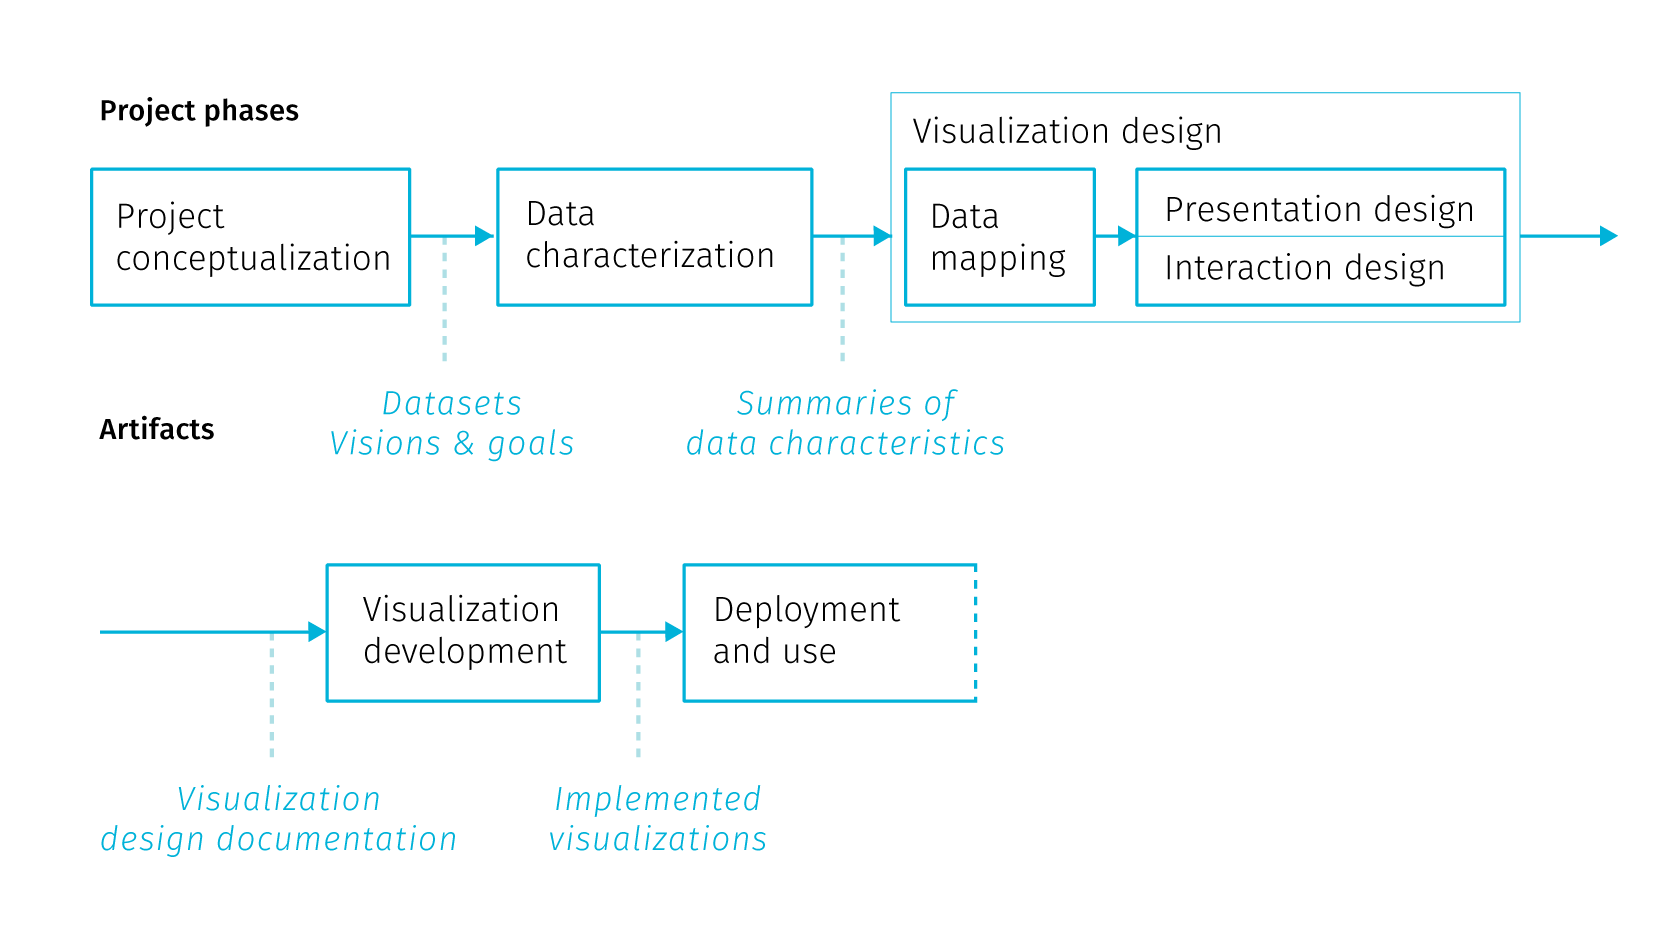 Project phases
Visualization design
Project
conceptualization
Data
characterization
Data
mapping
Presentation design
Interaction design
Artifacts
Datasets
Visions & goals
Summaries of
data characteristics
Visualization
development
Deployment
and use
Visualization
design documentation
Implemented
visualizations